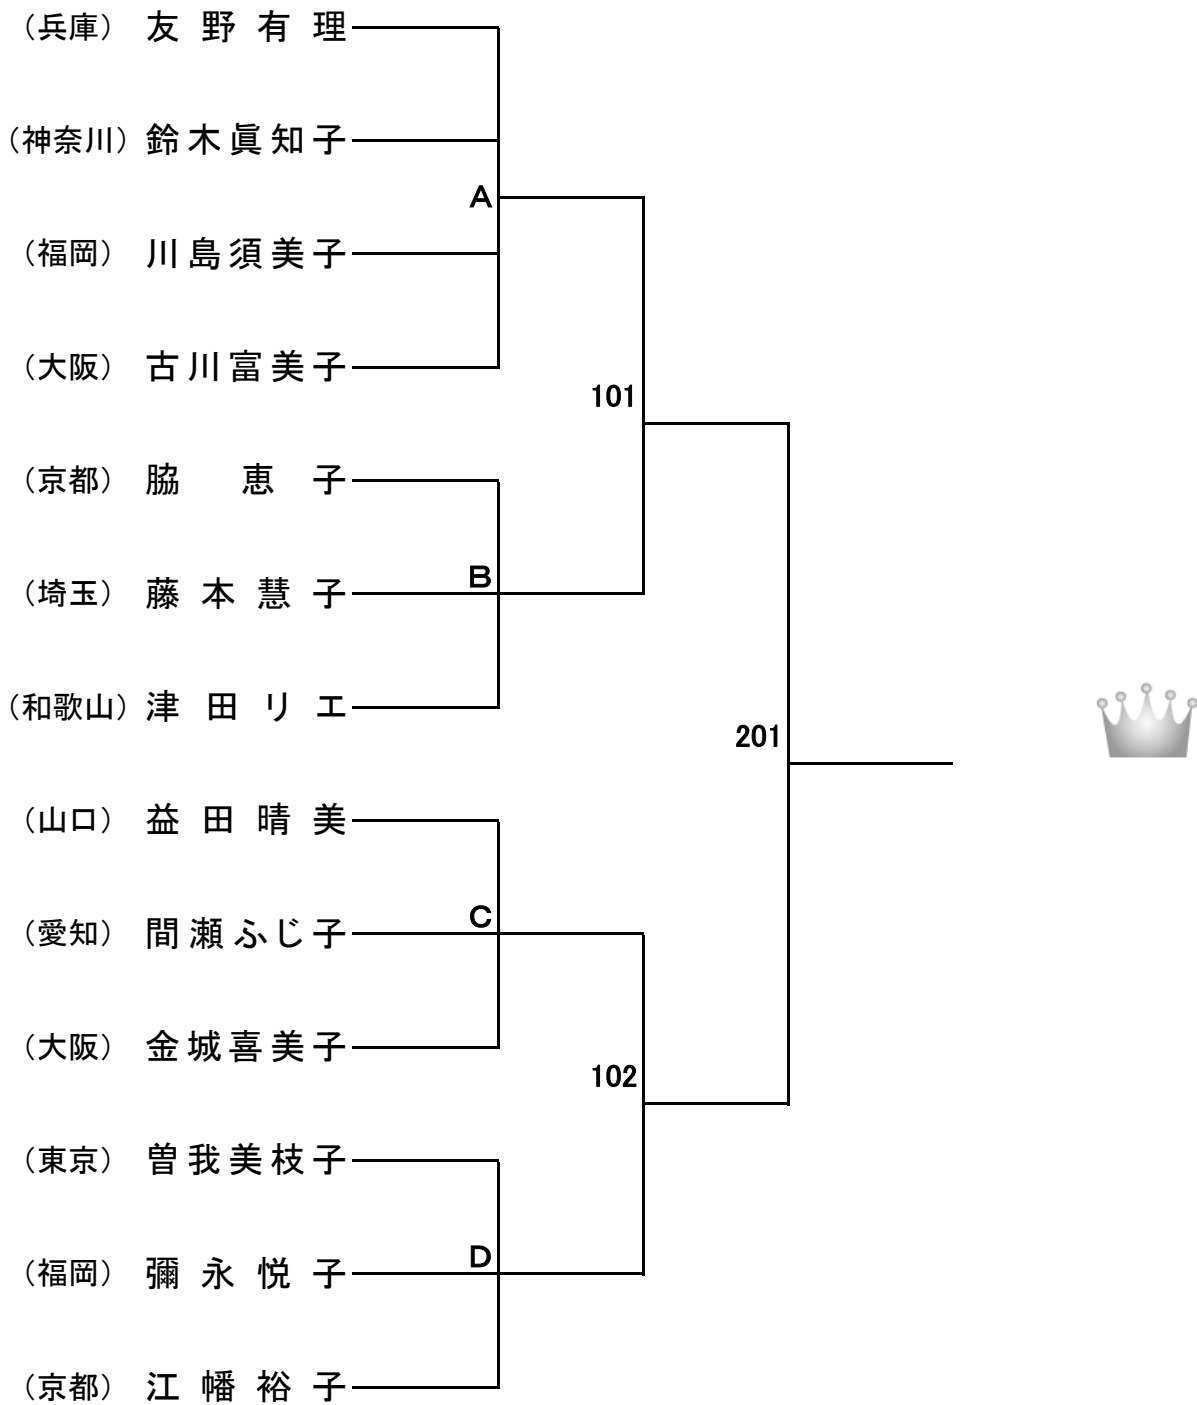 （兵庫） 友野有理
（神奈川） 鈴木眞知子
A
（福岡） 川島須美子
（大阪） 古川富美子
101
（京都） 脇恵子
B
（埼玉） 藤本慧子
（和歌山） 津田リエ
201
（山口） 益田晴美
C
（愛知） 間瀬ふじ子
（大阪） 金城喜美子
102
（東京） 曽我美枝子
D
（福岡） 彌永悦子
（京都） 江幡裕子